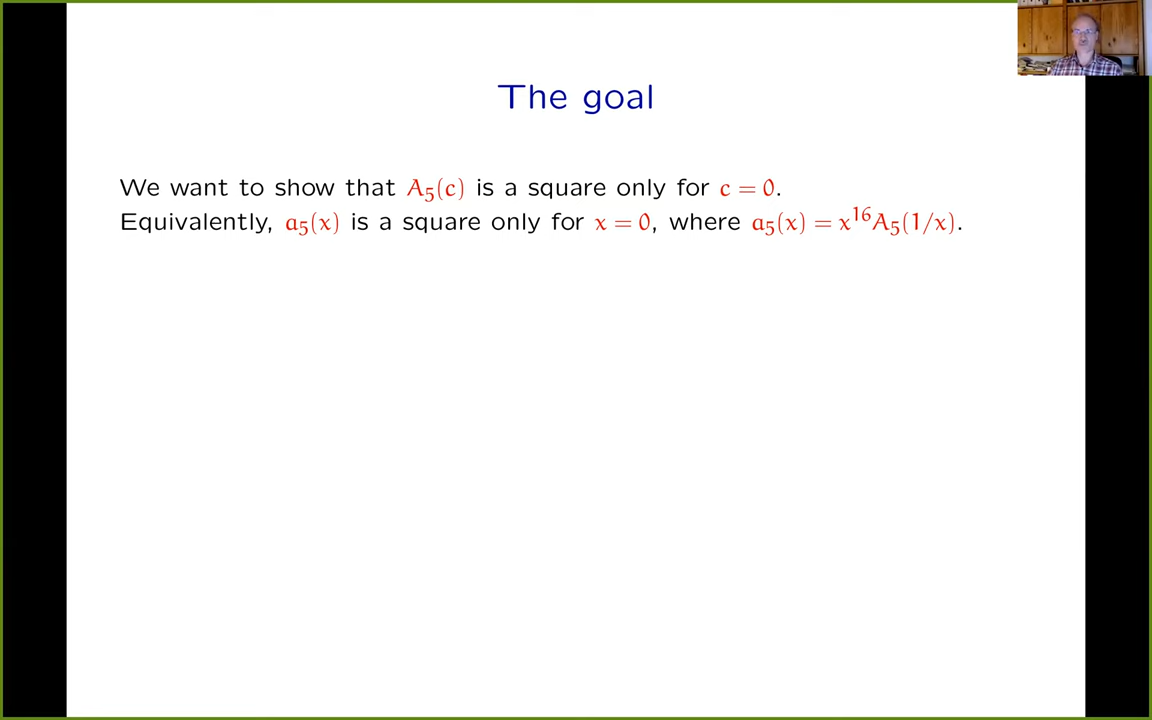 The goal
We want to show that A₅(c) is a square only for c = 0.
Equivalently, a₅(x) is a square only for x = 0, where a₅(x) = x¹⁶A₅(1/x).